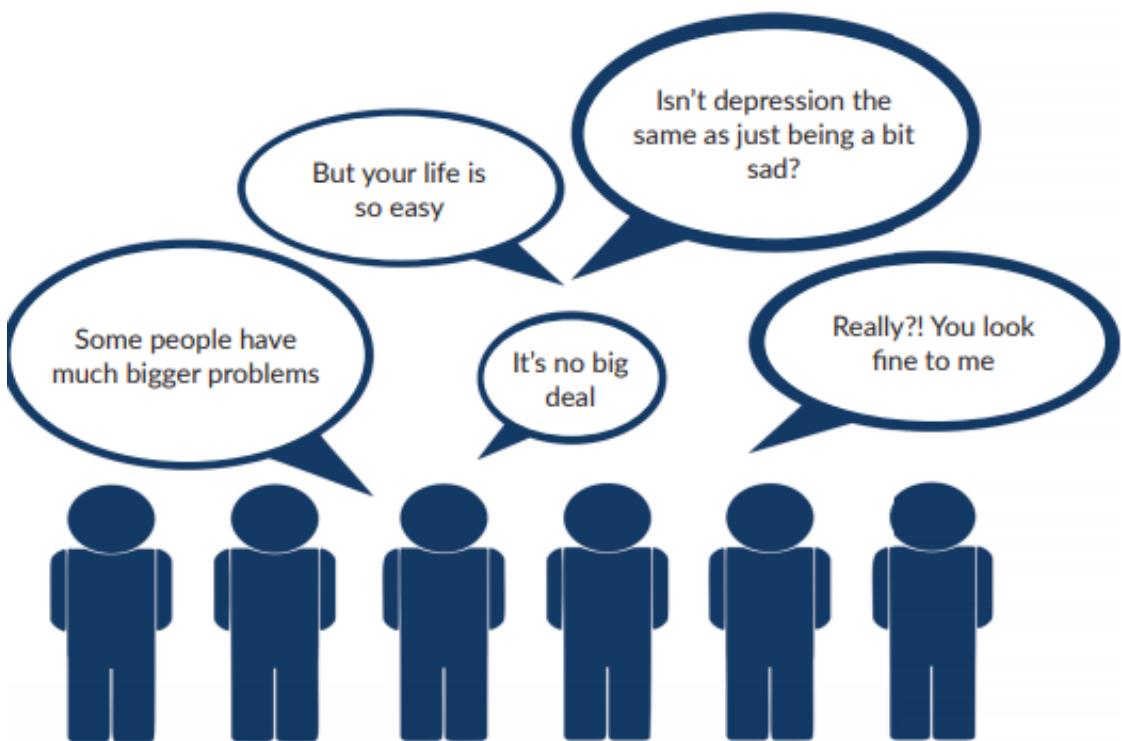 Isn't depression the
same as just being a bit
sad?
But your life is
so easy
Some people have
much bigger problems
It's no big
deal
Really?! You look
fine to me